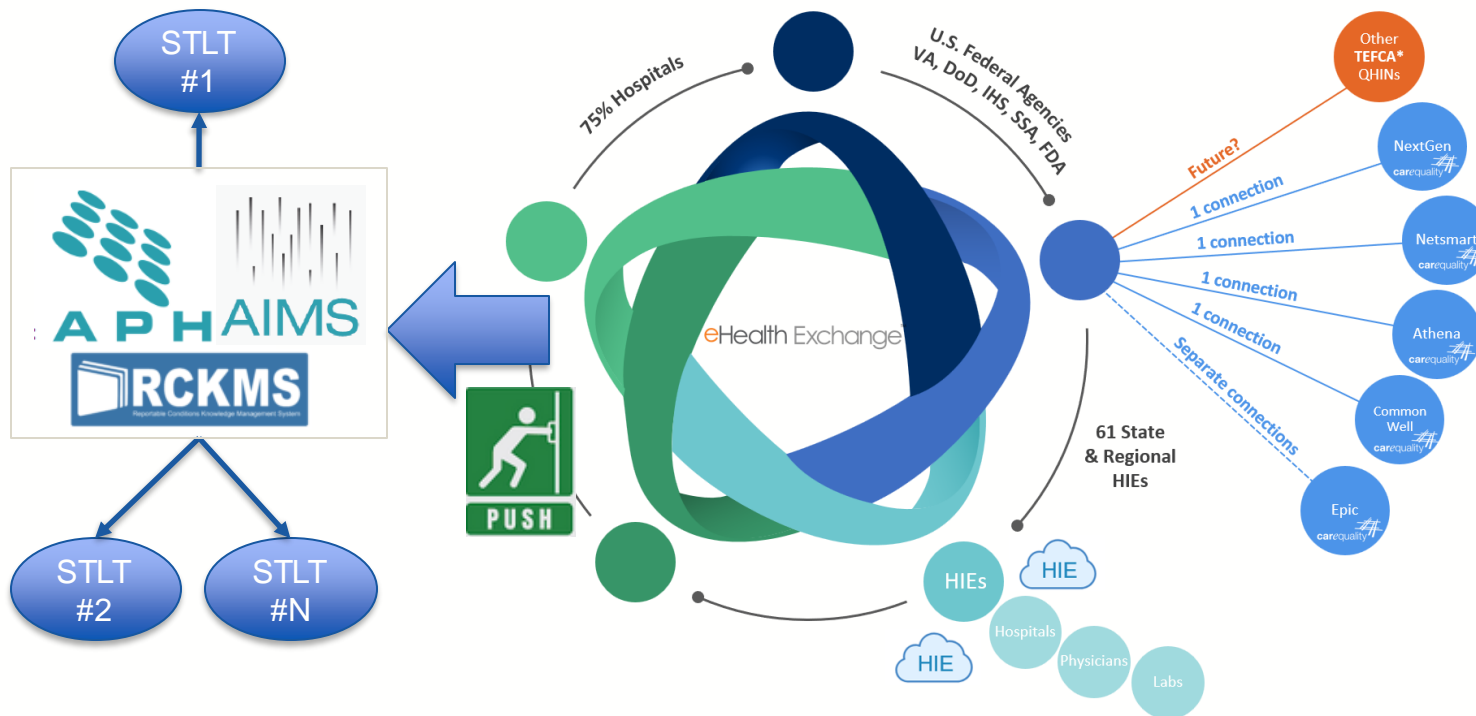 STLT
#1
APH
AIMS
RCKMS
Reportable Conditions Knowledge Management System
STLT
#2
STLT
#N
PUSH
75% Hospitals
U.S. Federal Agencies
VA, DoD, IHS, SSA, FDA
eHealth Exchange
61 State
& Regional
HIEs
HIEs
HIE
HIE
Hospitals
Physicians
Labs
Future?
1 connection
1 connection
1 connection
1 connection
Separate connections
Other
TEFCA*
QHINs
NextGen
carequality
Netsmart
carequality
Athena
carequality
Common
Well
carequality
Epic
carequality